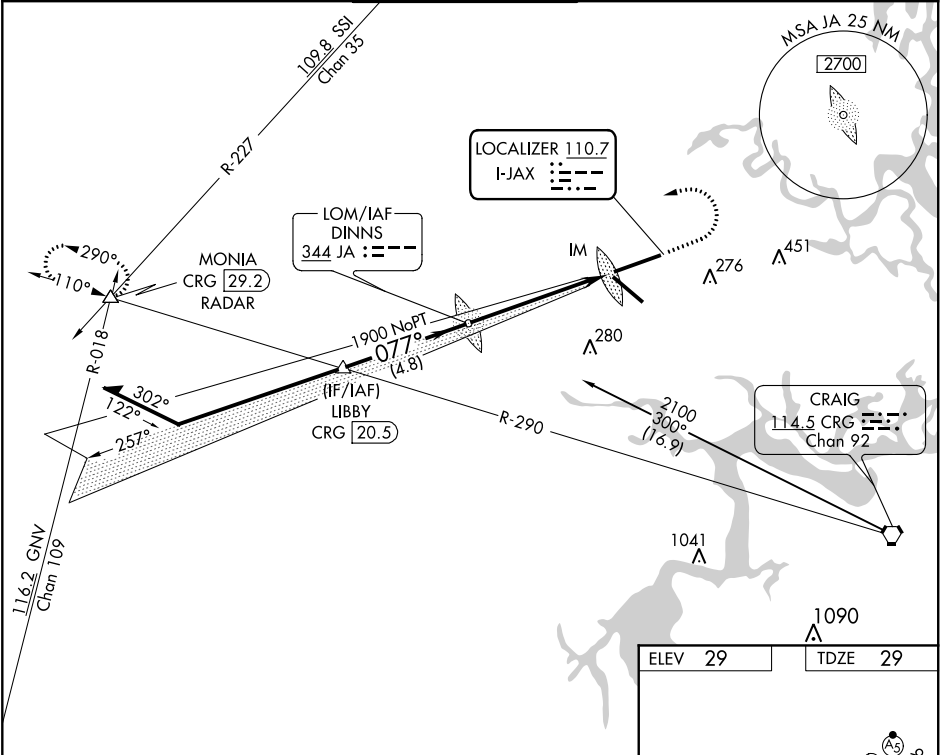 109.8 SSI
Chan 35
R-227
MSA JA 25 NM
2700
LOCALIZER 110.7
I-JAX
LOM/IAF
DINNS
344 JA
IM
276
451
290°
110°
MONIA
CRG 29.2
RADAR
280
1900 NoPT
077°
(4.8)
R-018
302°
122°
257°
(IF/IAF)
LIBBY
CRG 20.5
R-290
2100
300°
(16.9)
CRAIG
114.5 CRG
Chan 92
116.2 GNV
Chan 109
1041
1090
ELEV 29
TDZE 29
A5